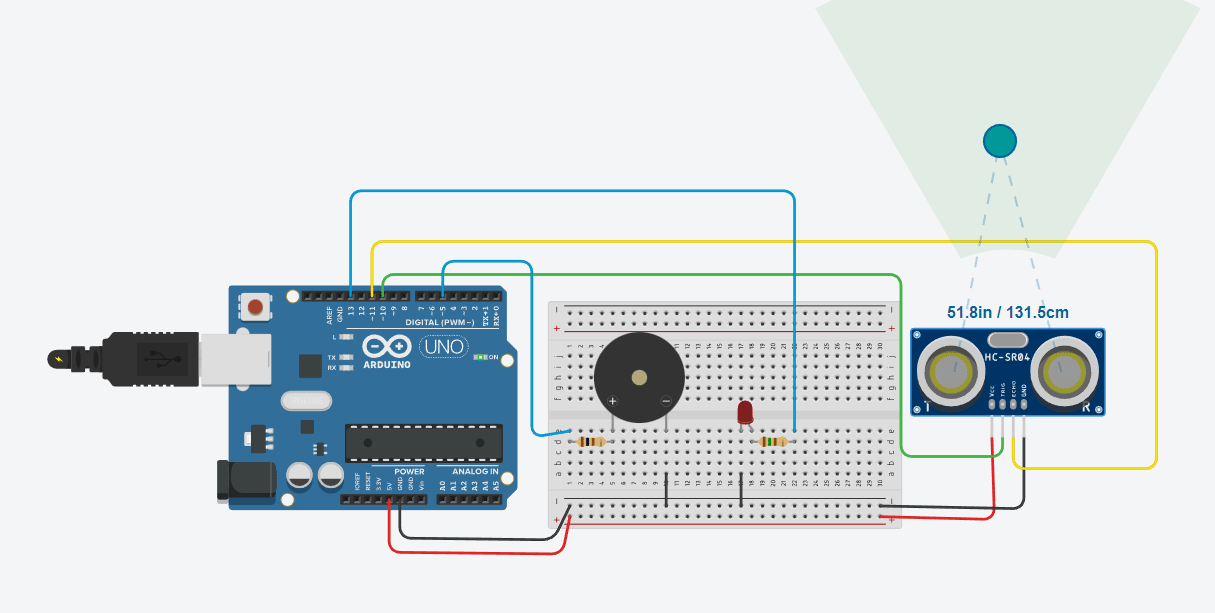 51.8in / 131.5cm
HC-SR04
VCC
TRIG
ECHO
GND
T
R
AREF
GND
13
12
~11
~10
~9
8
7
~6
~5
4
~3
2
TX→1
RX←0
DIGITAL (PWM~)
L
TX
RX
ARDUINO
UNO
ON
POWER
ANALOG IN
IOREF
RESET
3.3V
5V
GND
GND
Vin
A0
A1
A2
A3
A4
A5
+
−